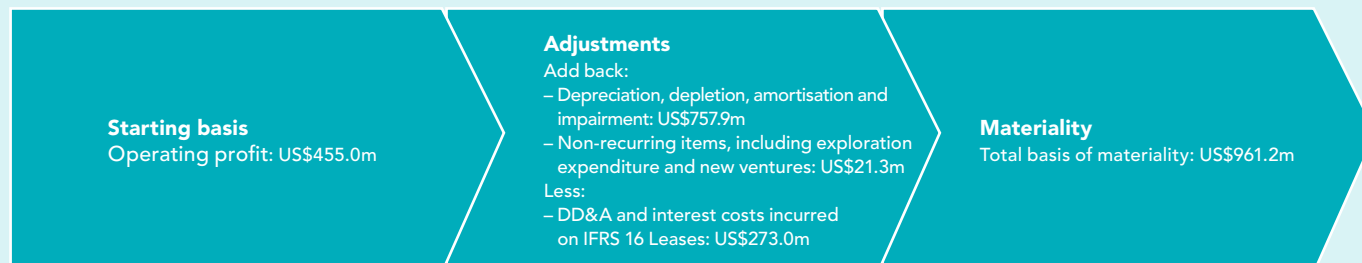 Starting basis
Operating profit: US$455.0m
Adjustments
Add back:
– Depreciation, depletion, amortisation and
impairment: US$757.9m
– Non-recurring items, including exploration
expenditure and new ventures: US$21.3m
Less:
– DD&A and interest costs incurred
on IFRS 16 Leases: US$273.0m
Materiality
Total basis of materiality: US$961.2m